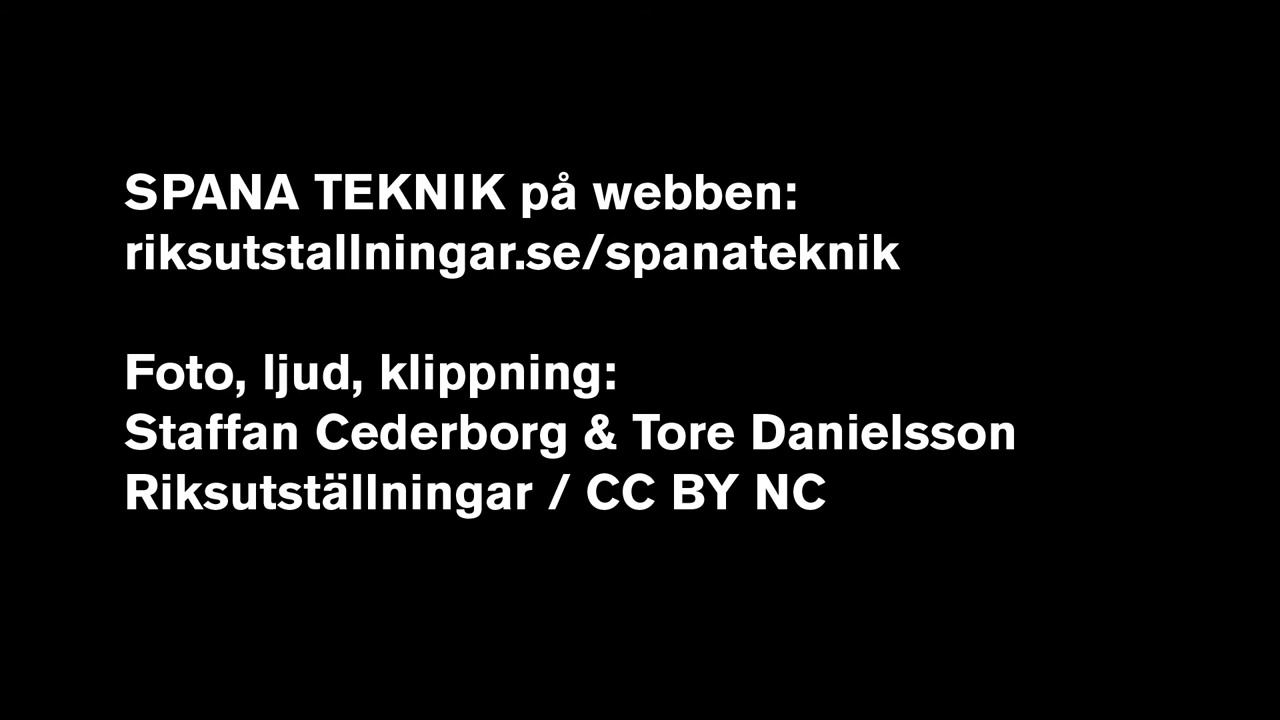 SPANA TEKNIK på webben:
riksutstallningar.se/spanateknik
Foto, ljud, klippning:
Staffan Cederborg & Tore Danielsson
Riksutställningar / CC BY NC